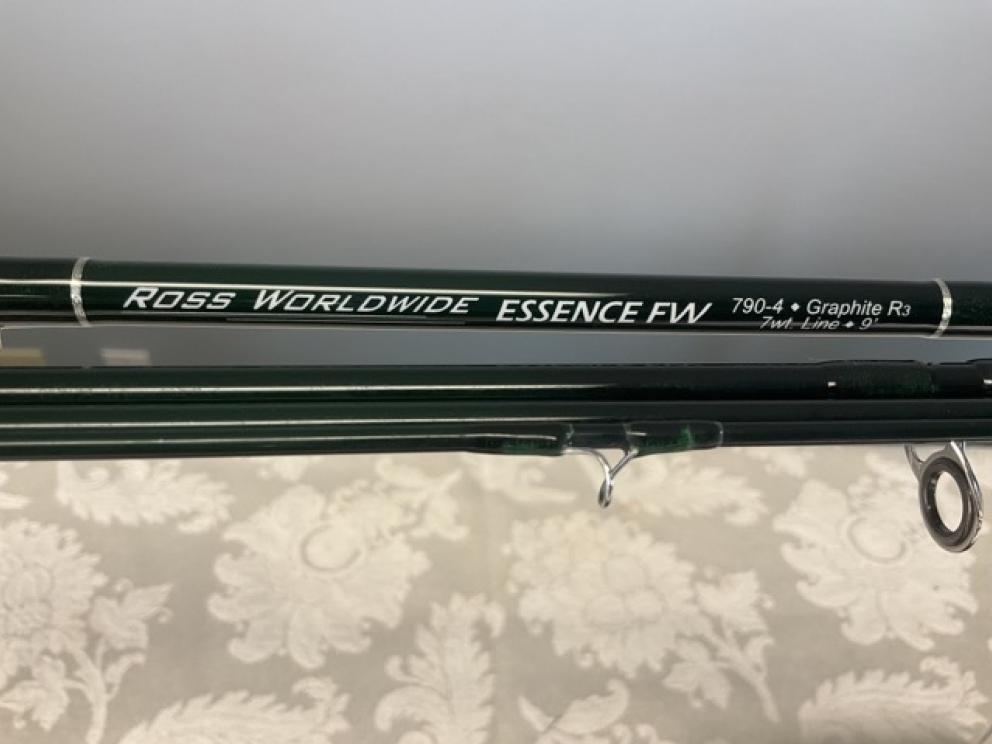 ROSS WORLDWIDE ESSENCE FW 790-4 ⬥ Graphite R3
7wt. Line ⬥ 9'